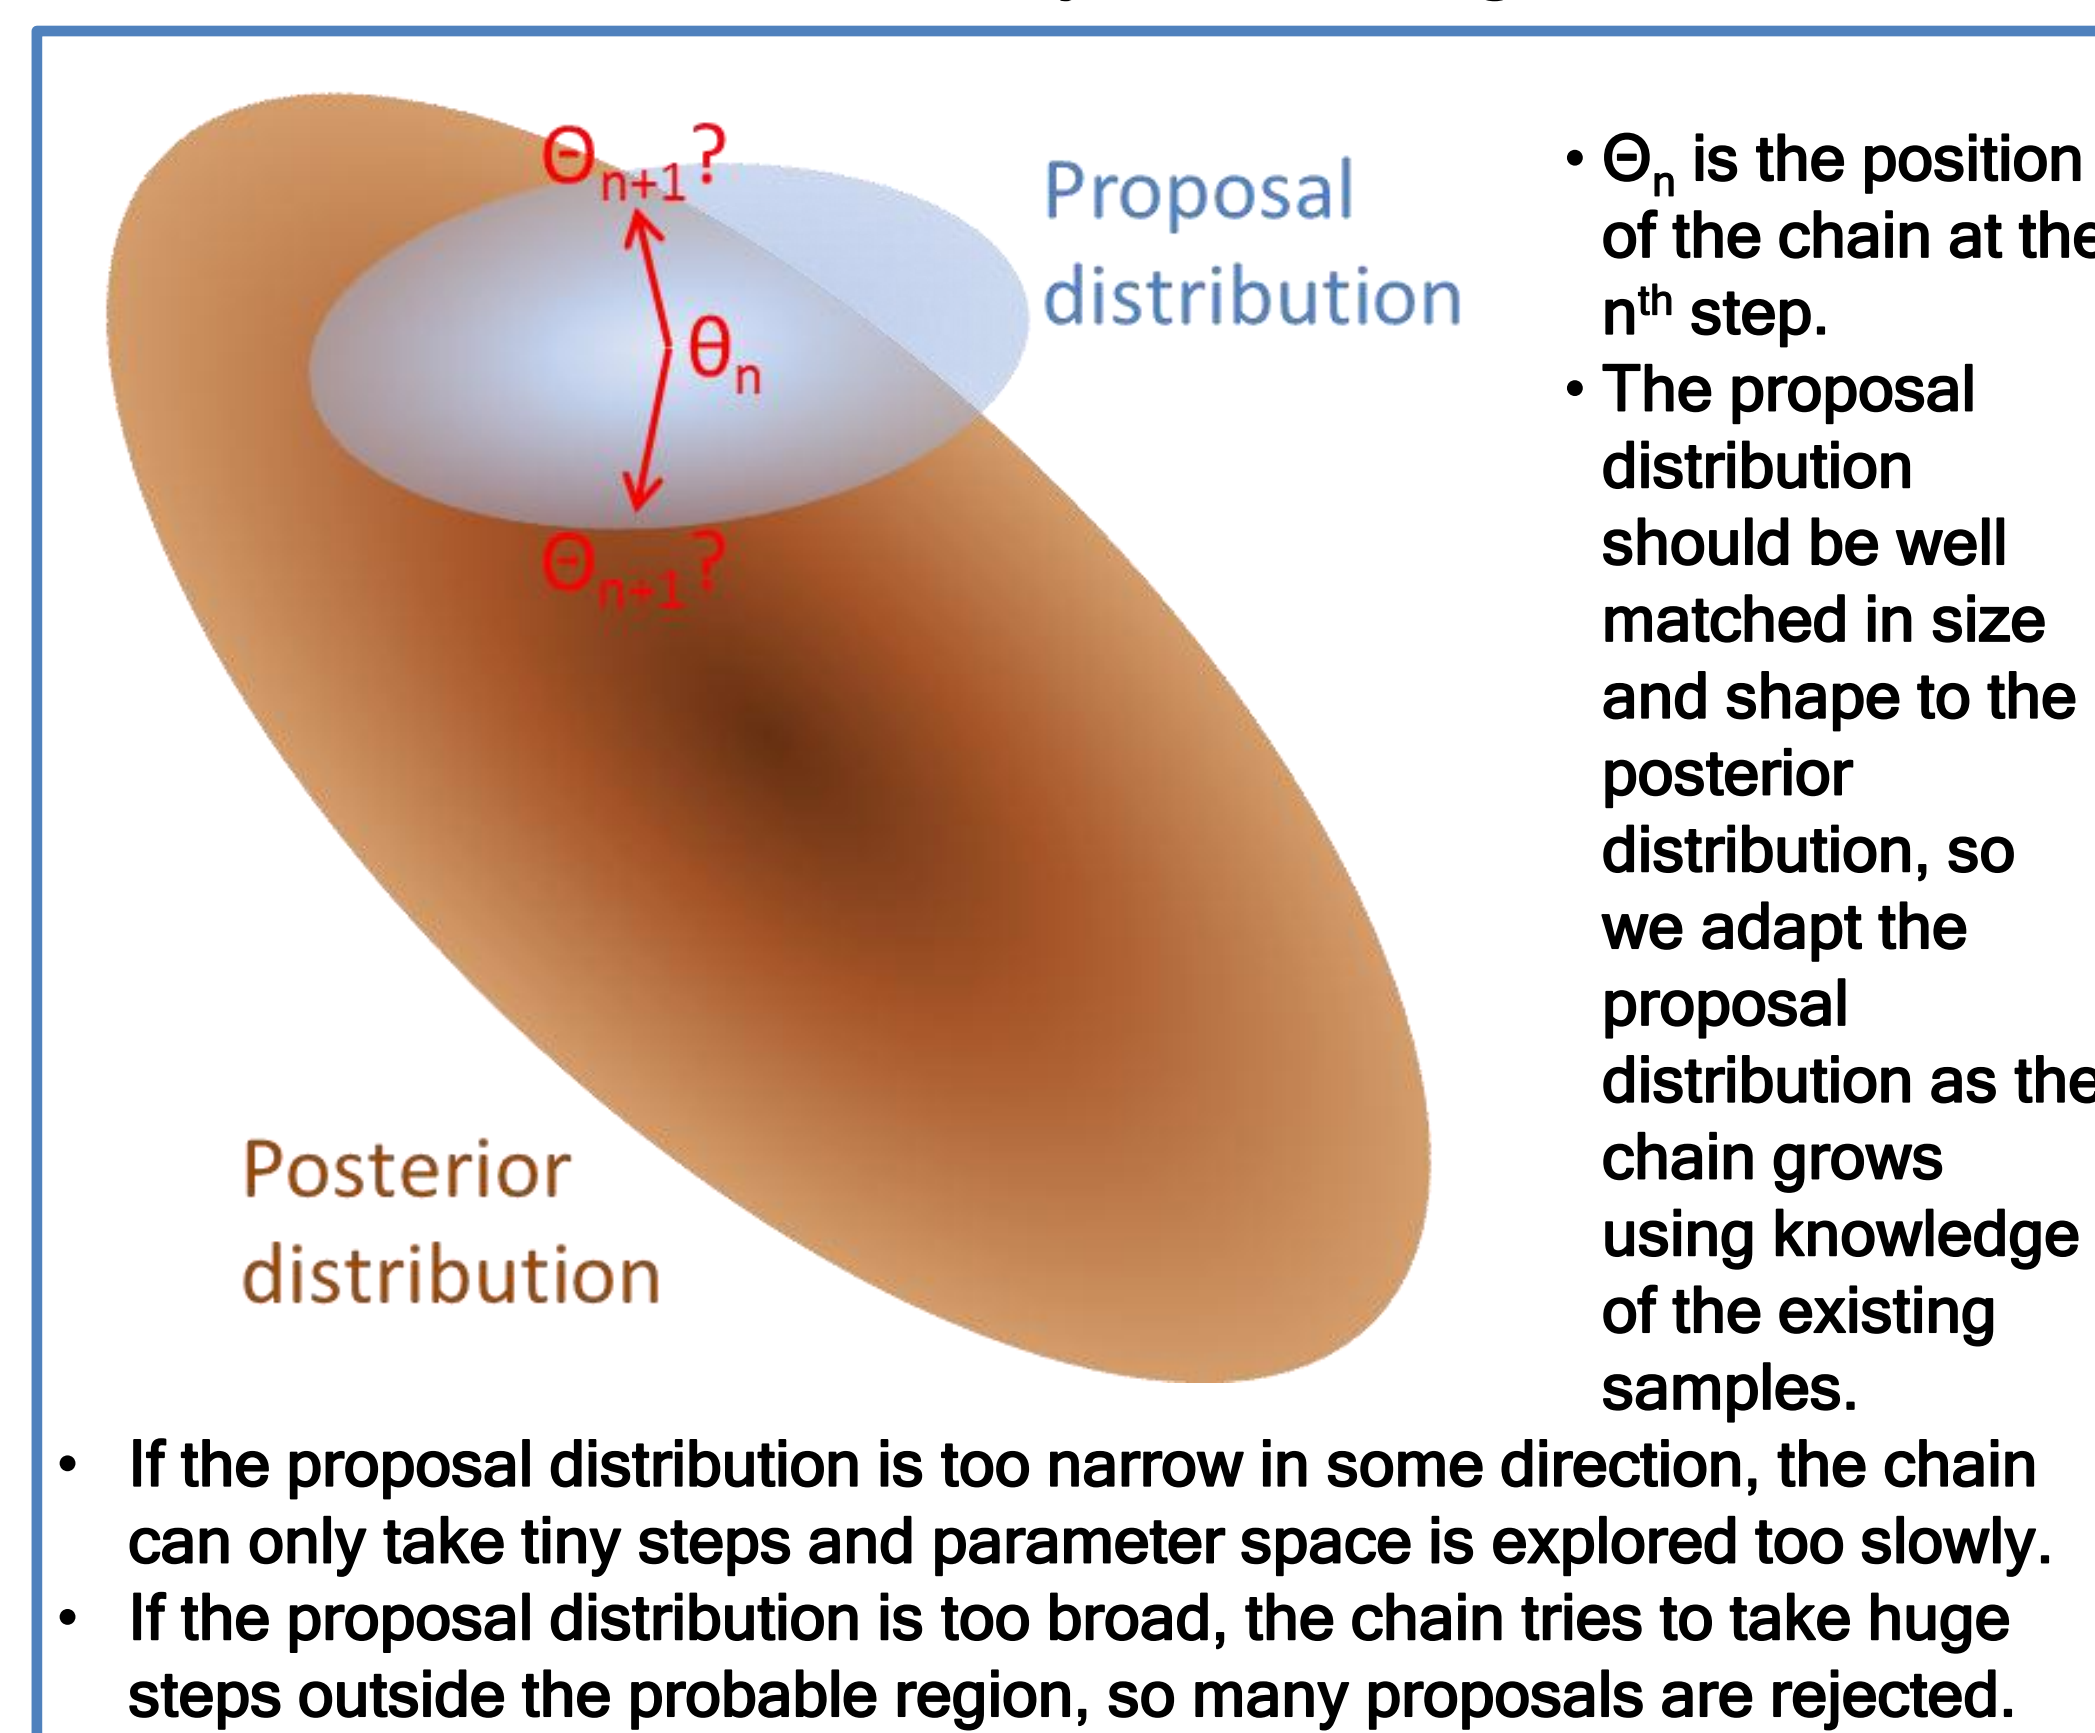 Θn+1?
Proposal
distribution
θn
Θn+1?
Posterior
distribution
• Θn is the position
of the chain at the
nth step.
• The proposal
distribution
should be well
matched in size
and shape to the
posterior
distribution, so
we adapt the
proposal
distribution as the
chain grows
using knowledge
of the existing
samples.
• If the proposal distribution is too narrow in some direction, the chain
can only take tiny steps and parameter space is explored too slowly.
• If the proposal distribution is too broad, the chain tries to take huge
steps outside the probable region, so many proposals are rejected.